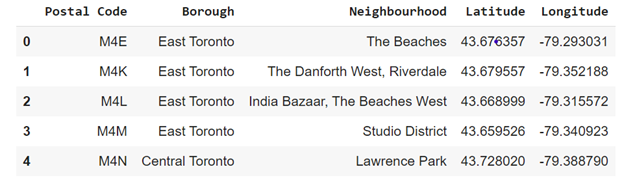 Postal Code Borough Neighbourhood Latitude Longitude
0 M4E East Toronto The Beaches 43.676357 -79.293031
1 M4K East Toronto The Danforth West, Riverdale 43.679557 -79.352188
2 M4L East Toronto India Bazaar, The Beaches West 43.668999 -79.315572
3 M4M East Toronto Studio District 43.659526 -79.340923
4 M4N Central Toronto Lawrence Park 43.728020 -79.388790